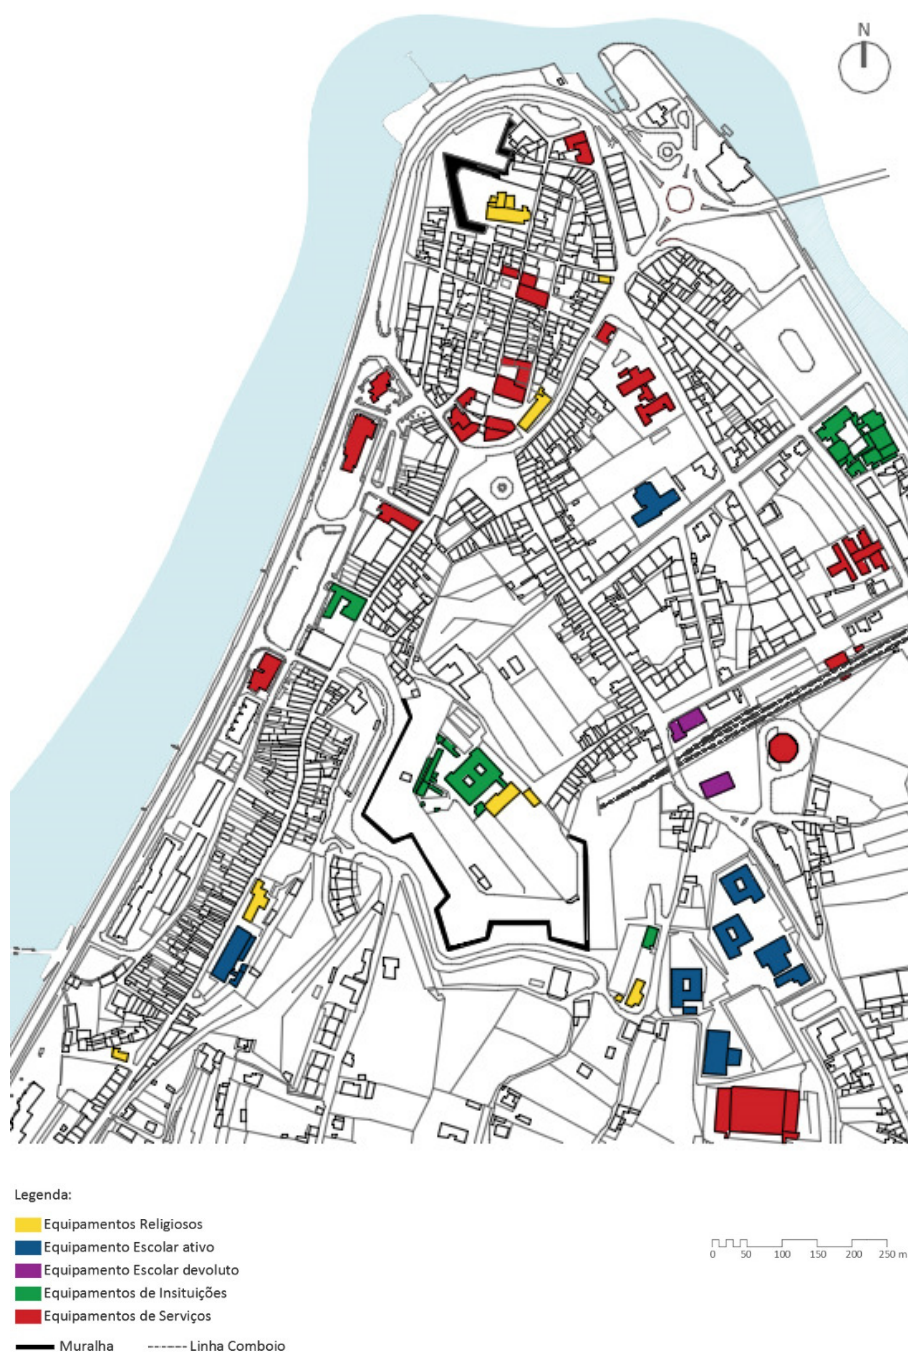 N
Legenda:
Equipamentos Religiosos
Equipamento Escolar ativo
Equipamento Escolar devoluto
Equipamentos de Insituições
Equipamentos de Serviços
Muralha Linha Comboio
0 50 100 150 200 250 m